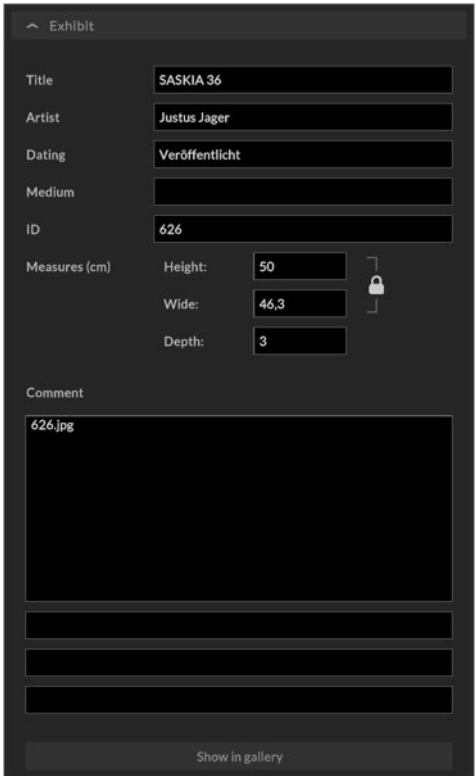 Exhibit
Title SASKIA 36
Artist Justus Jager
Dating Veröffentlicht
Medium
ID 626
Measures (cm) Height: 50
Wide: 46,3
Depth: 3
Comment
626.jpg
Show in gallery